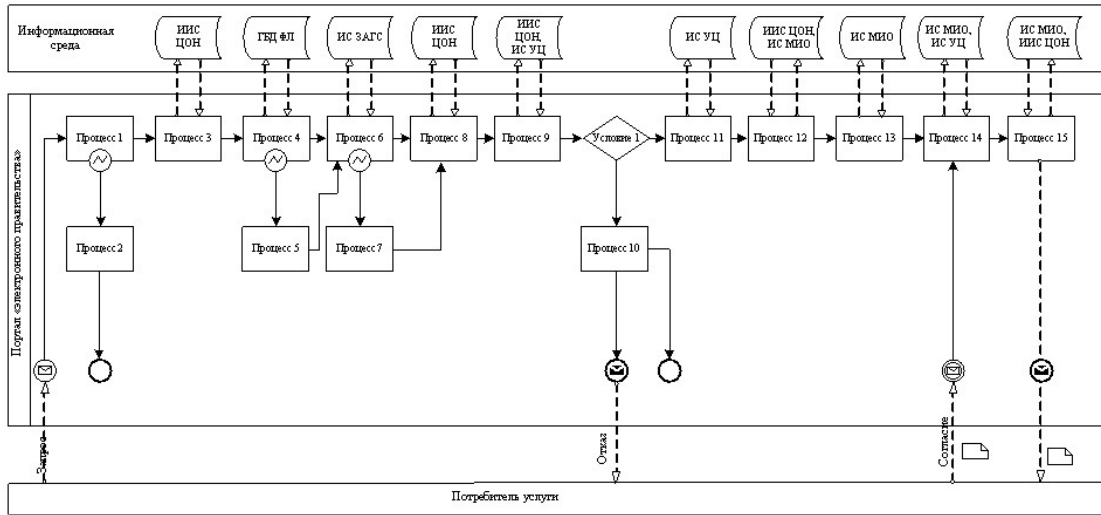 Информационная
среда
ИИС
ЦОН
ГБД ФЛ
ИС ЗАГС
ИИС
ЦОН
ИИС
ЦОН,
ИС УЦ
ИС УЦ
ИИС ЦОН,
ИС МИО
ИС МИО
ИС МИО,
ИС УЦ
ИС МИО,
ИИС ЦОН
Портал «электронного правительства»
Процесс 1
Процесс 3
Процесс 4
Процесс 6
Процесс 8
Процесс 9
Условие 1
Процесс 11
Процесс 12
Процесс 13
Процесс 14
Процесс 15
Процесс 2
Процесс 5
Процесс 7
Процесс 10
Запрос
Отказ
Согласие
Потребитель услуги